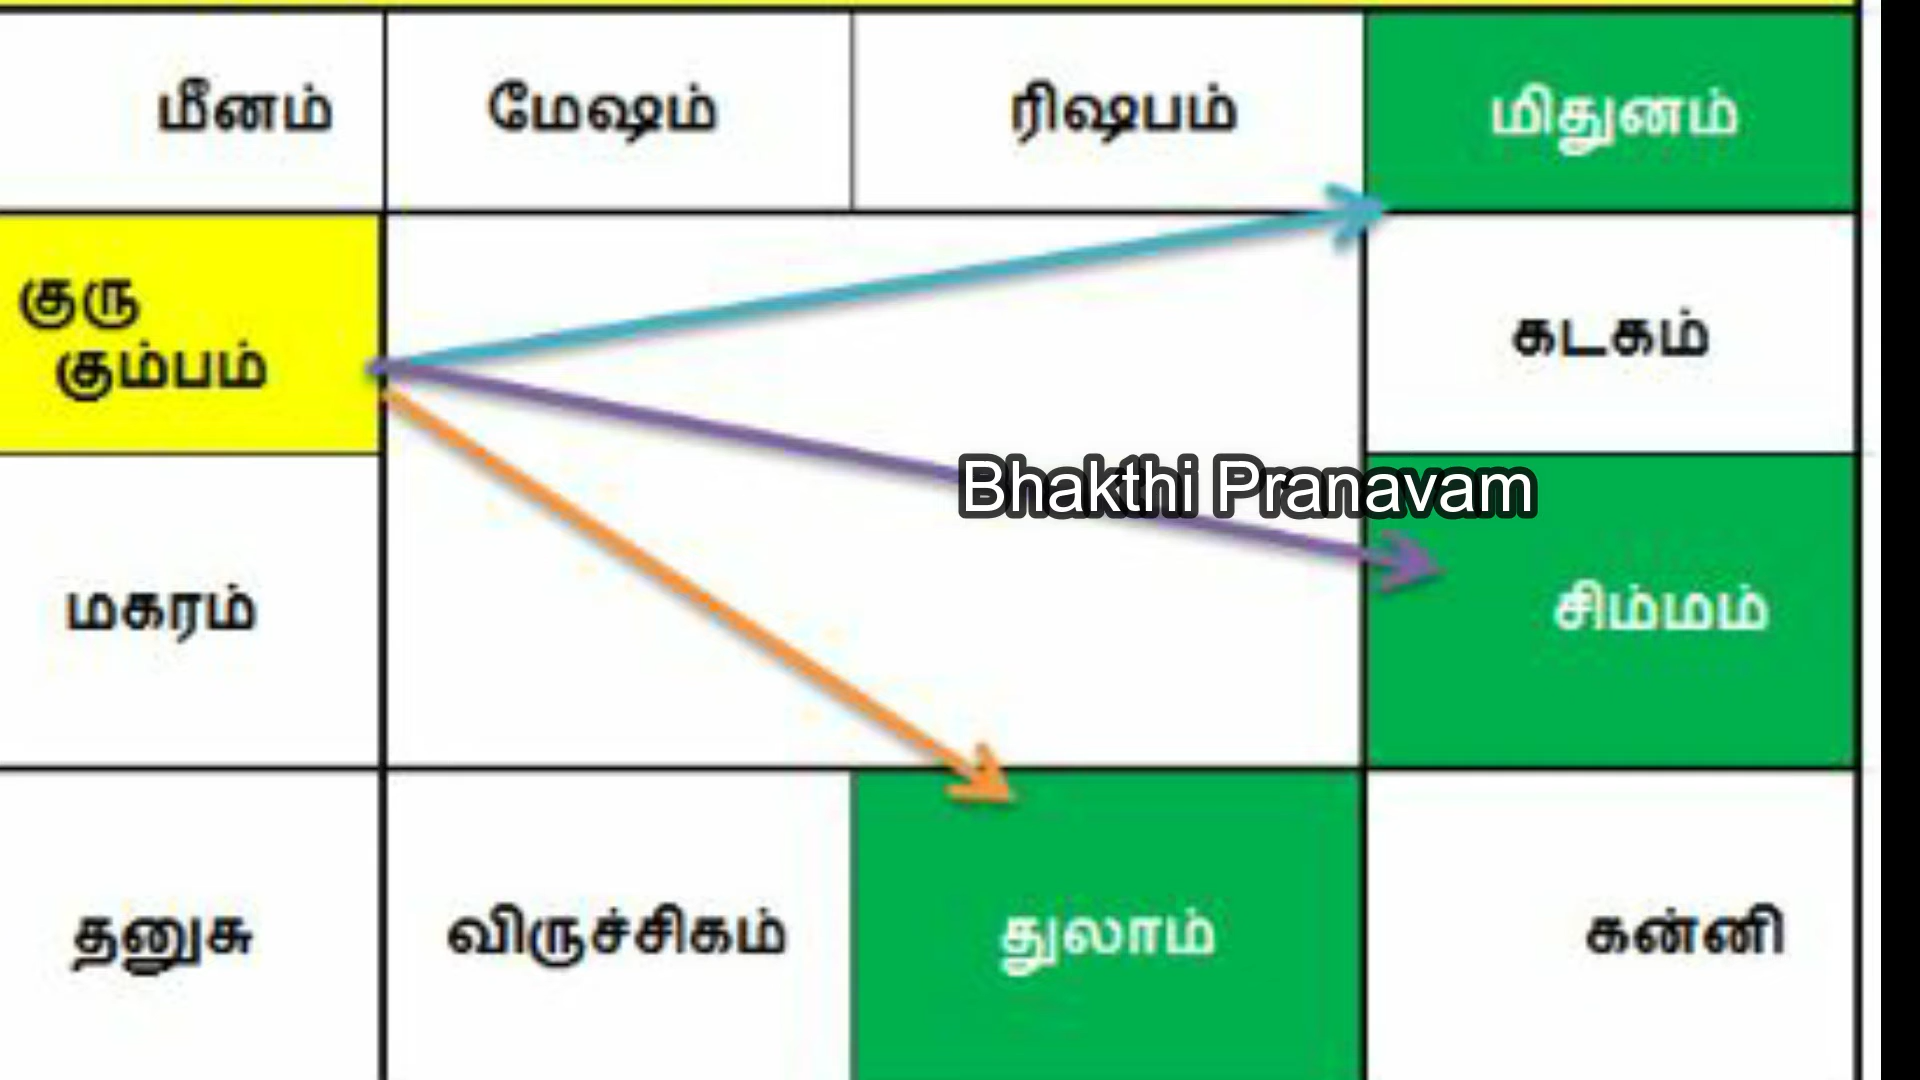 மீனம்
மேஷம்
ரிஷபம்
மிதுனம்
குரு
கும்பம்
கடகம்
Bhakthi Pranavam
மகரம்
சிம்மம்
தனுசு
விருச்சிகம்
துலாம்
கன்னி